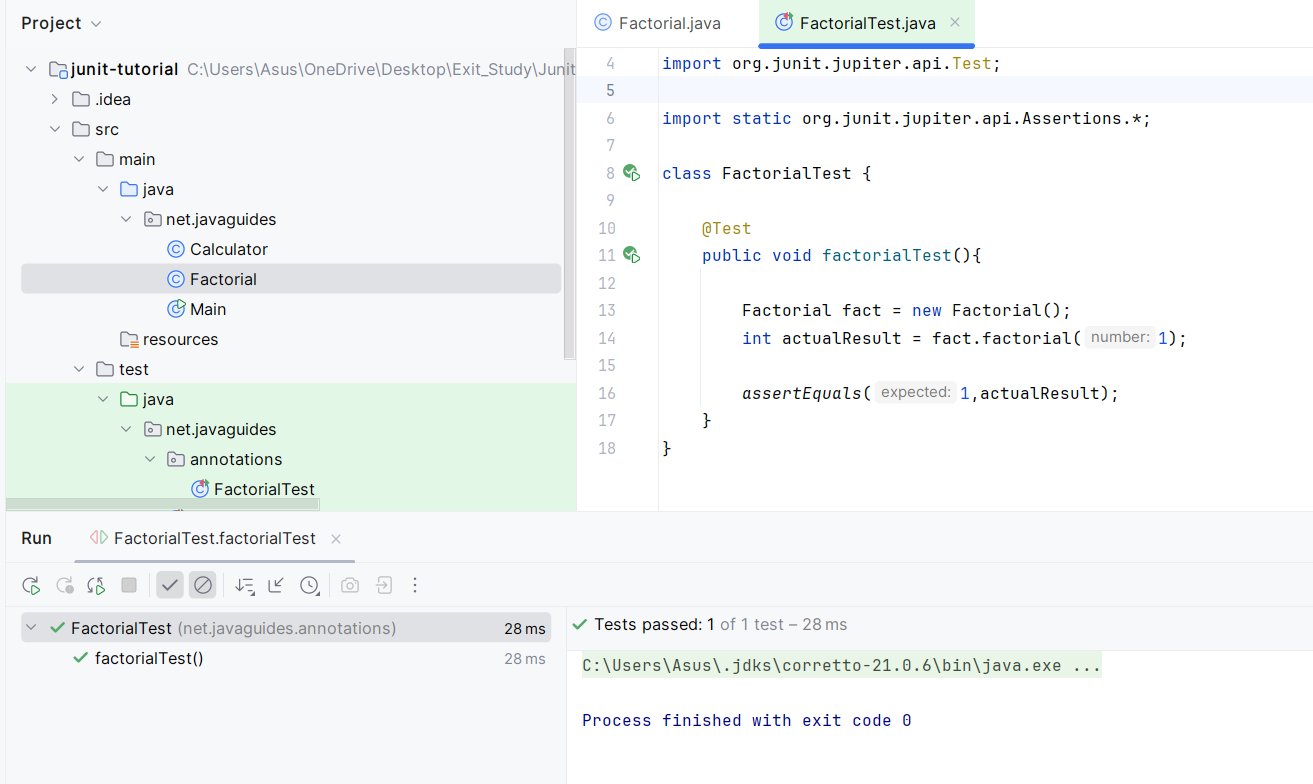 Project
junit-tutorial C:\Users\Asus\OneDrive\Desktop\Exit_Study\Junit
.idea
src
main
java
net.javaguides
Calculator
Factorial
Main
resources
test
java
net.javaguides
annotations
FactorialTest
Factorial.java FactorialTest.java
4 import org.junit.jupiter.api.Test;
5
6 import static org.junit.jupiter.api.Assertions.*;
7
8 class FactorialTest {
9
10 @Test
11 public void factorialTest(){
12
13 Factorial fact = new Factorial();
14 int actualResult = fact.factorial( number: 1);
15
16 assertEquals( expected: 1,actualResult);
17 }
18 }
Run FactorialTest.factorialTest
FactorialTest (net.javaguides.annotations) 28 ms
factorialTest() 28 ms
Tests passed: 1 of 1 test – 28 ms
C:\Users\Asus\.jdks\corretto-21.0.6\bin\java.exe ...
Process finished with exit code 0